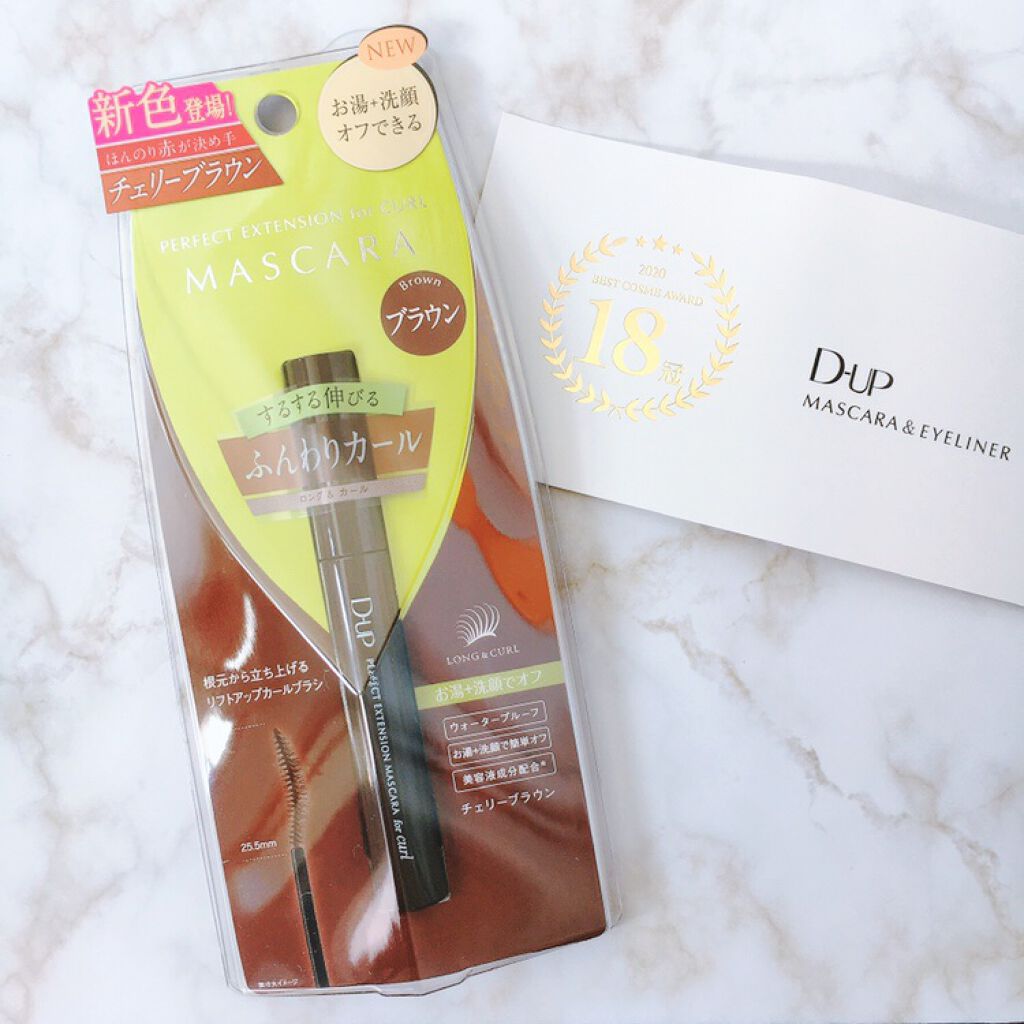 NEW
お湯+洗顔
オフできる
新色登場!
ほんのり赤が決め手
チェリーブラウン
PERFECT EXTENSION for CURL
MASCARA
Brown
ブラウン
するする伸びる
ふんわりカール
ロング&カール
D-UP
PERFECT EXTENSION MASCARA for curl
LONG & CURL
お湯+洗顔でオフ
ウォータープルーフ
お湯+洗顔で簡単オフ
美容液成分配合*
チェリーブラウン
根元から立ち上げる
リフトアップカールブラシ
25.5mm
2020
BEST COSME AWARD
18冠
D-UP
MASCARA & EYELINER